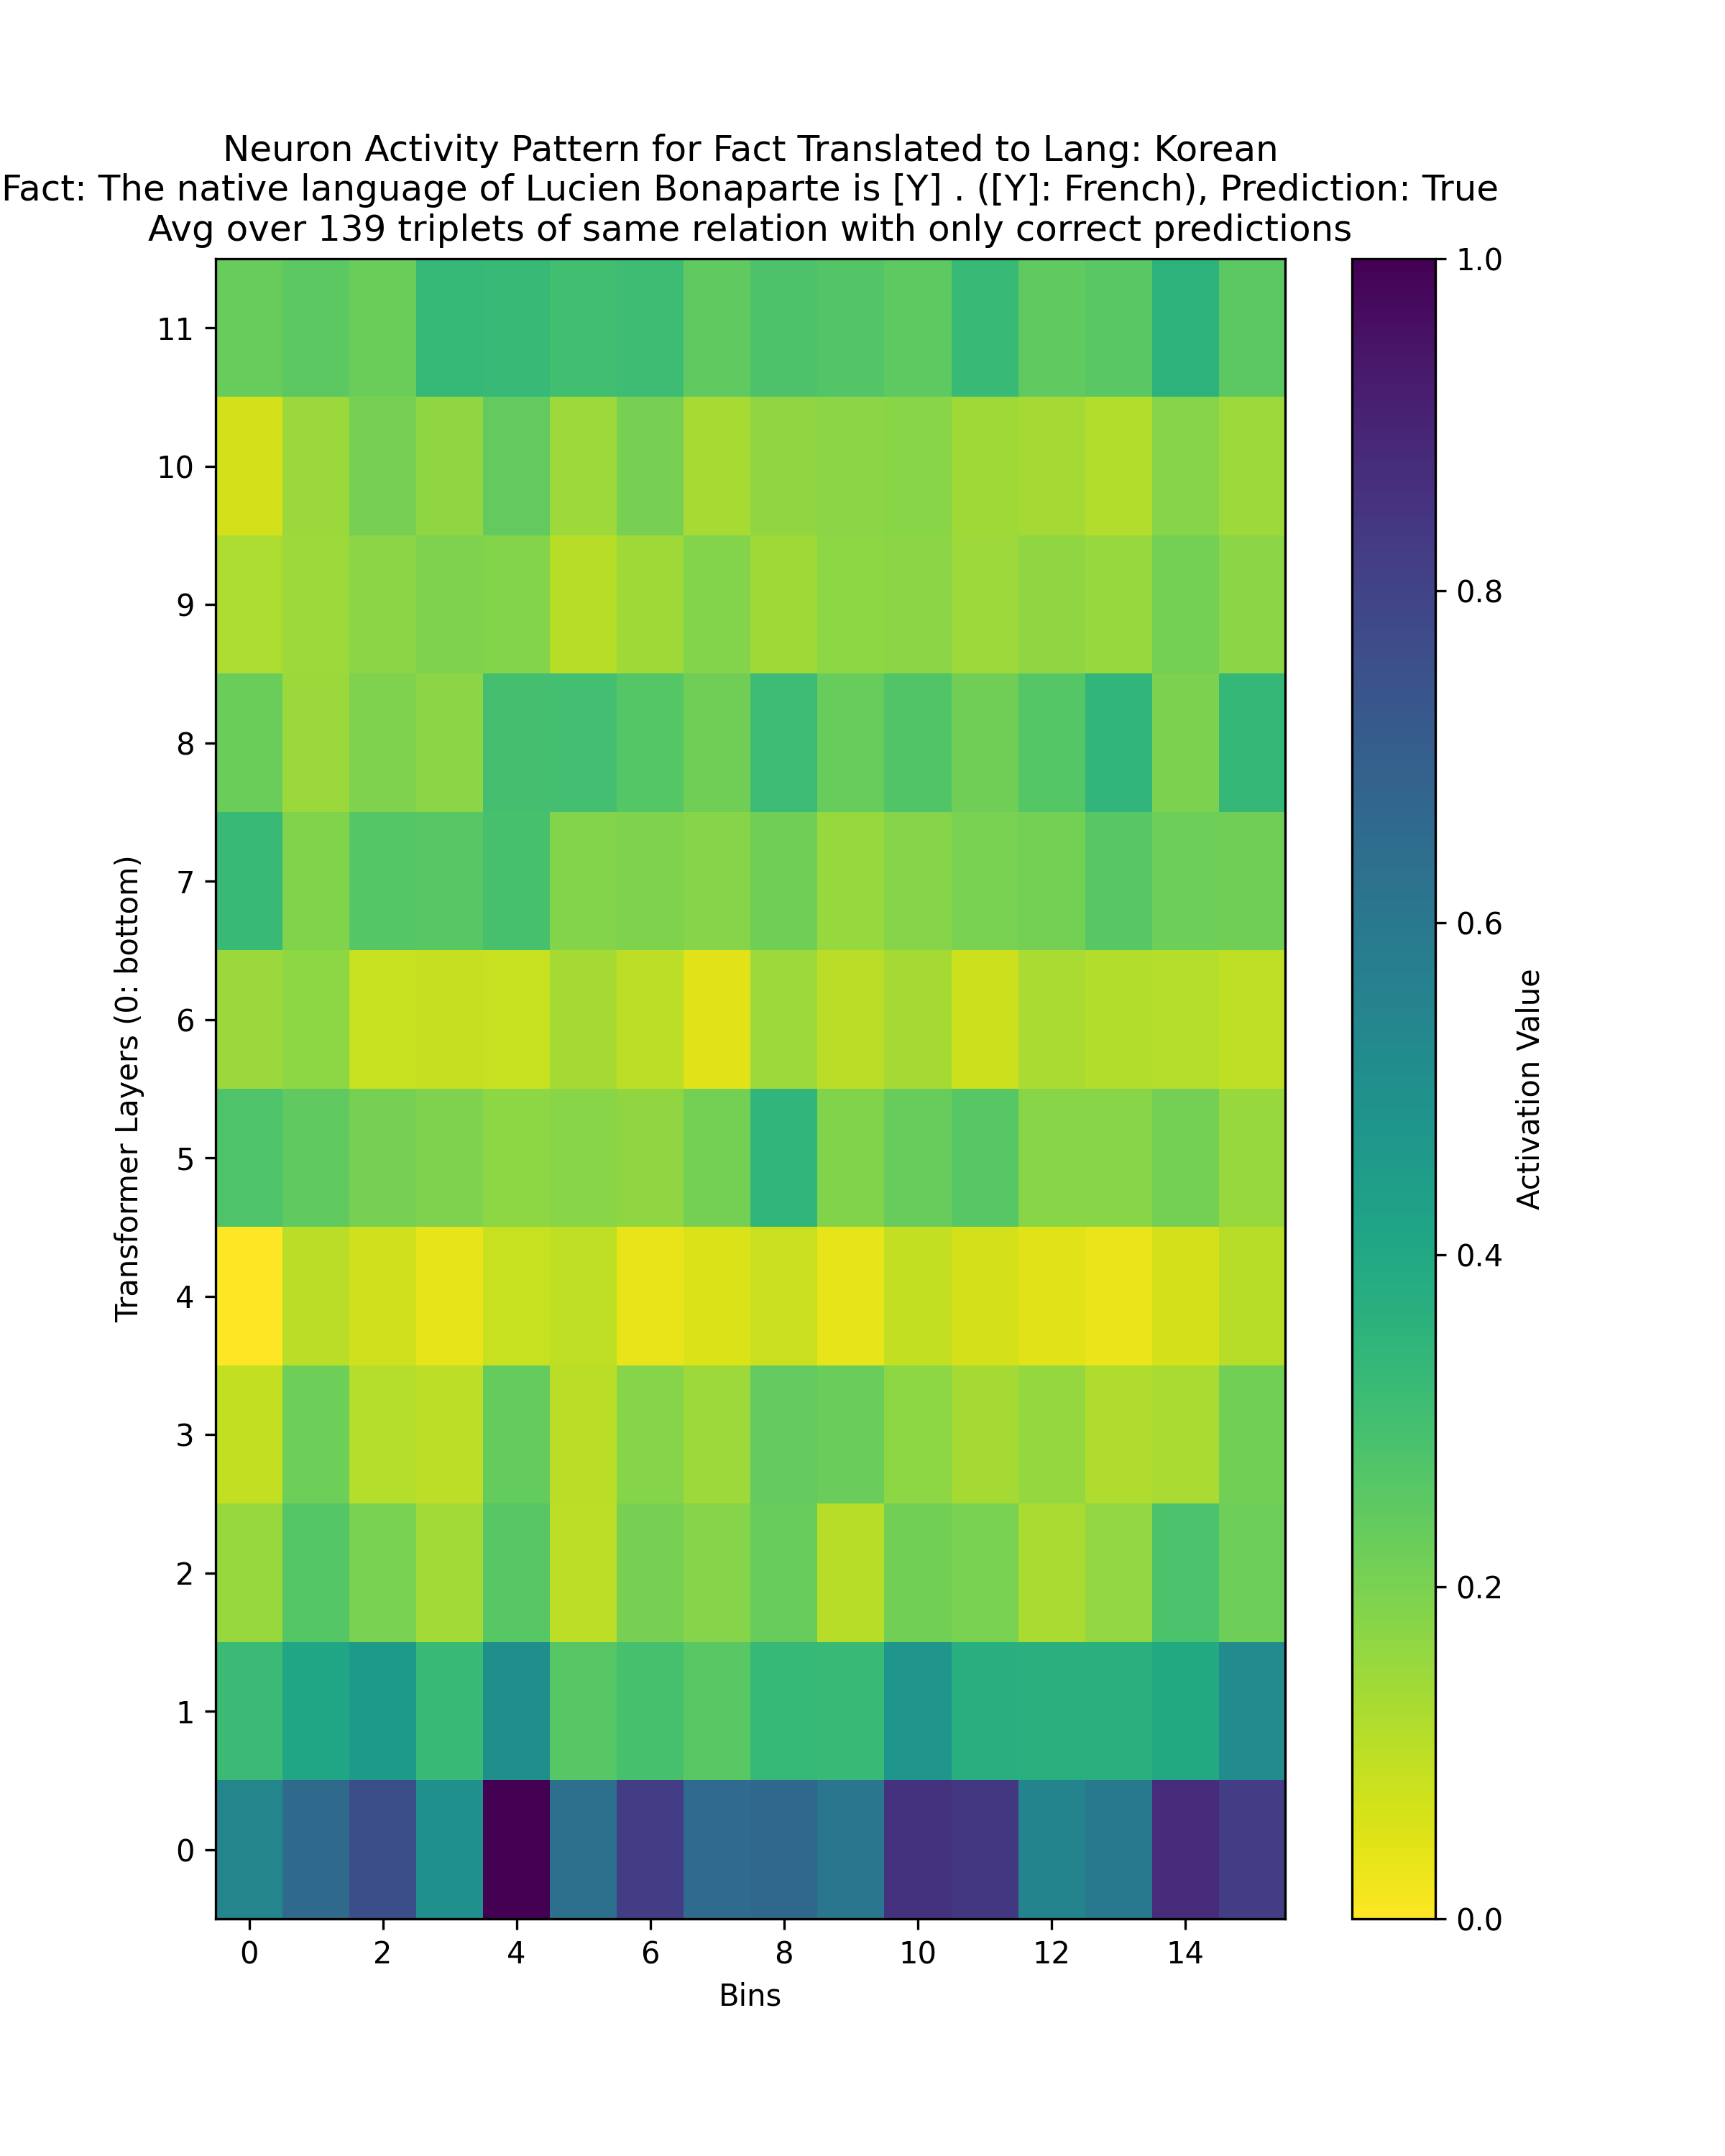 Neuron Activity Pattern for Fact Translated to Lang: Korean
Fact: The native language of Lucien Bonaparte is [Y] . ([Y]: French), Prediction: True
Avg over 139 triplets of same relation with only correct predictions
Transformer Layers (0: bottom)
11
10
9
8
7
6
5
4
3
2
1
0
0 2 4 6 8 10 12 14
Bins
1.0
0.8
0.6
0.4
0.2
0.0
Activation Value